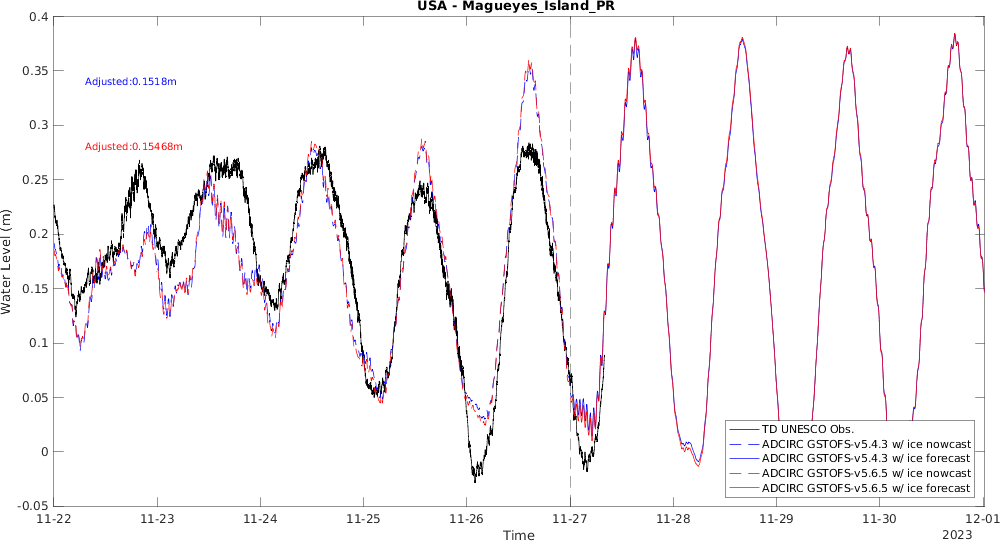 USA - Magueyes_Island_PR
Water Level (m)
0.4
0.35
0.3
0.25
0.2
0.15
0.1
0.05
0
-0.05
Adjusted:0.1518m
Adjusted:0.15468m
TD UNESCO Obs.
ADCIRC GSTOFS-v5.4.3 w/ ice nowcast
ADCIRC GSTOFS-v5.4.3 w/ ice forecast
ADCIRC GSTOFS-v5.6.5 w/ ice nowcast
ADCIRC GSTOFS-v5.6.5 w/ ice forecast
11-22 11-23 11-24 11-25 11-26 11-27 11-28 11-29 11-30 12-01
Time
2023